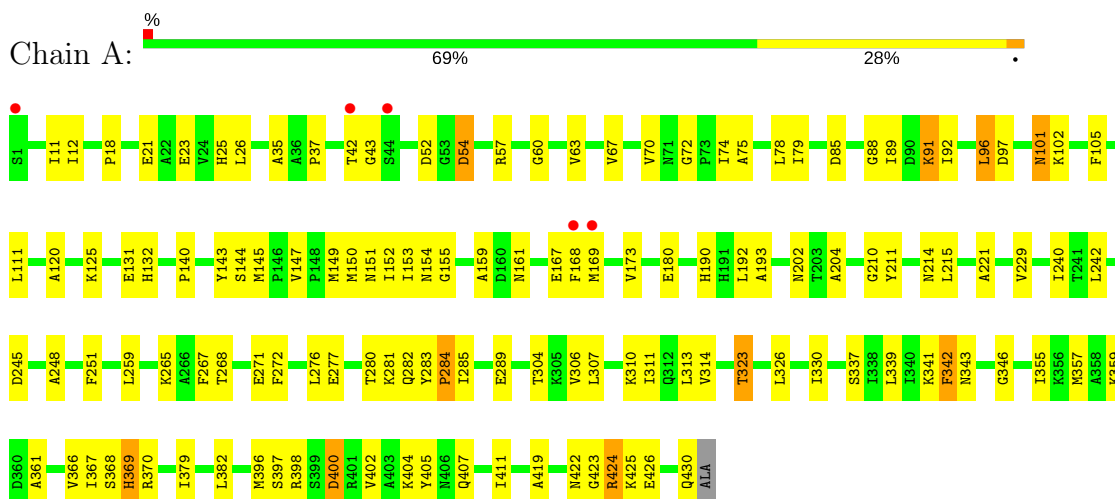 %
Chain A:
69% 28% •
S1 I11 I12 P18 E21 A22 E23 V24 H25 L26 A35 A36 P37 T42 G43 S44 D52 G53 D54 R57 G60 V63 V67 V70 N71 G72 P73 I74 A75 L78 I79 D85 G88 I89 D90 K91 I92 L96 D97 N101 K102 F105
L111 A120 K125 E131 H132 P140 Y143 S144 M145 P146 V147 P148 M149 M150 N151 I152 I153 N154 G155 A159 D160 N161 E167 F168 M169 V173 E180 H190 H191 L192 A193 N202 T203 A204 G210 Y211 N214 L215 A221 V229 I240 T241 L242
D245 A248 F251 L259 K265 A266 F267 T268 E271 F272 L276 E277 T280 K281 Q282 Y283 P284 I285 E289 T304 K305 V306 L307 K310 I311 Q312 L313 V314 T323 L326 I330 S337 I338 L339 I340 K341 F342 N343 G346 I355 K356 M357 A358 K359
D360 A361 V366 I367 S368 H369 R370 I379 L382 M396 S397 R398 S399 D400 R401 V402 A403 K404 Y405 N406 Q407 I411 A419 N422 G423 R424 K425 E426 Q430 ALA